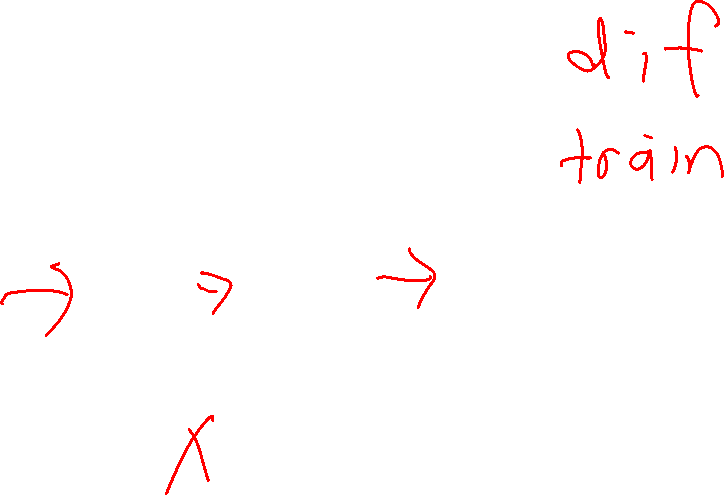 dif
train
→ → →
X